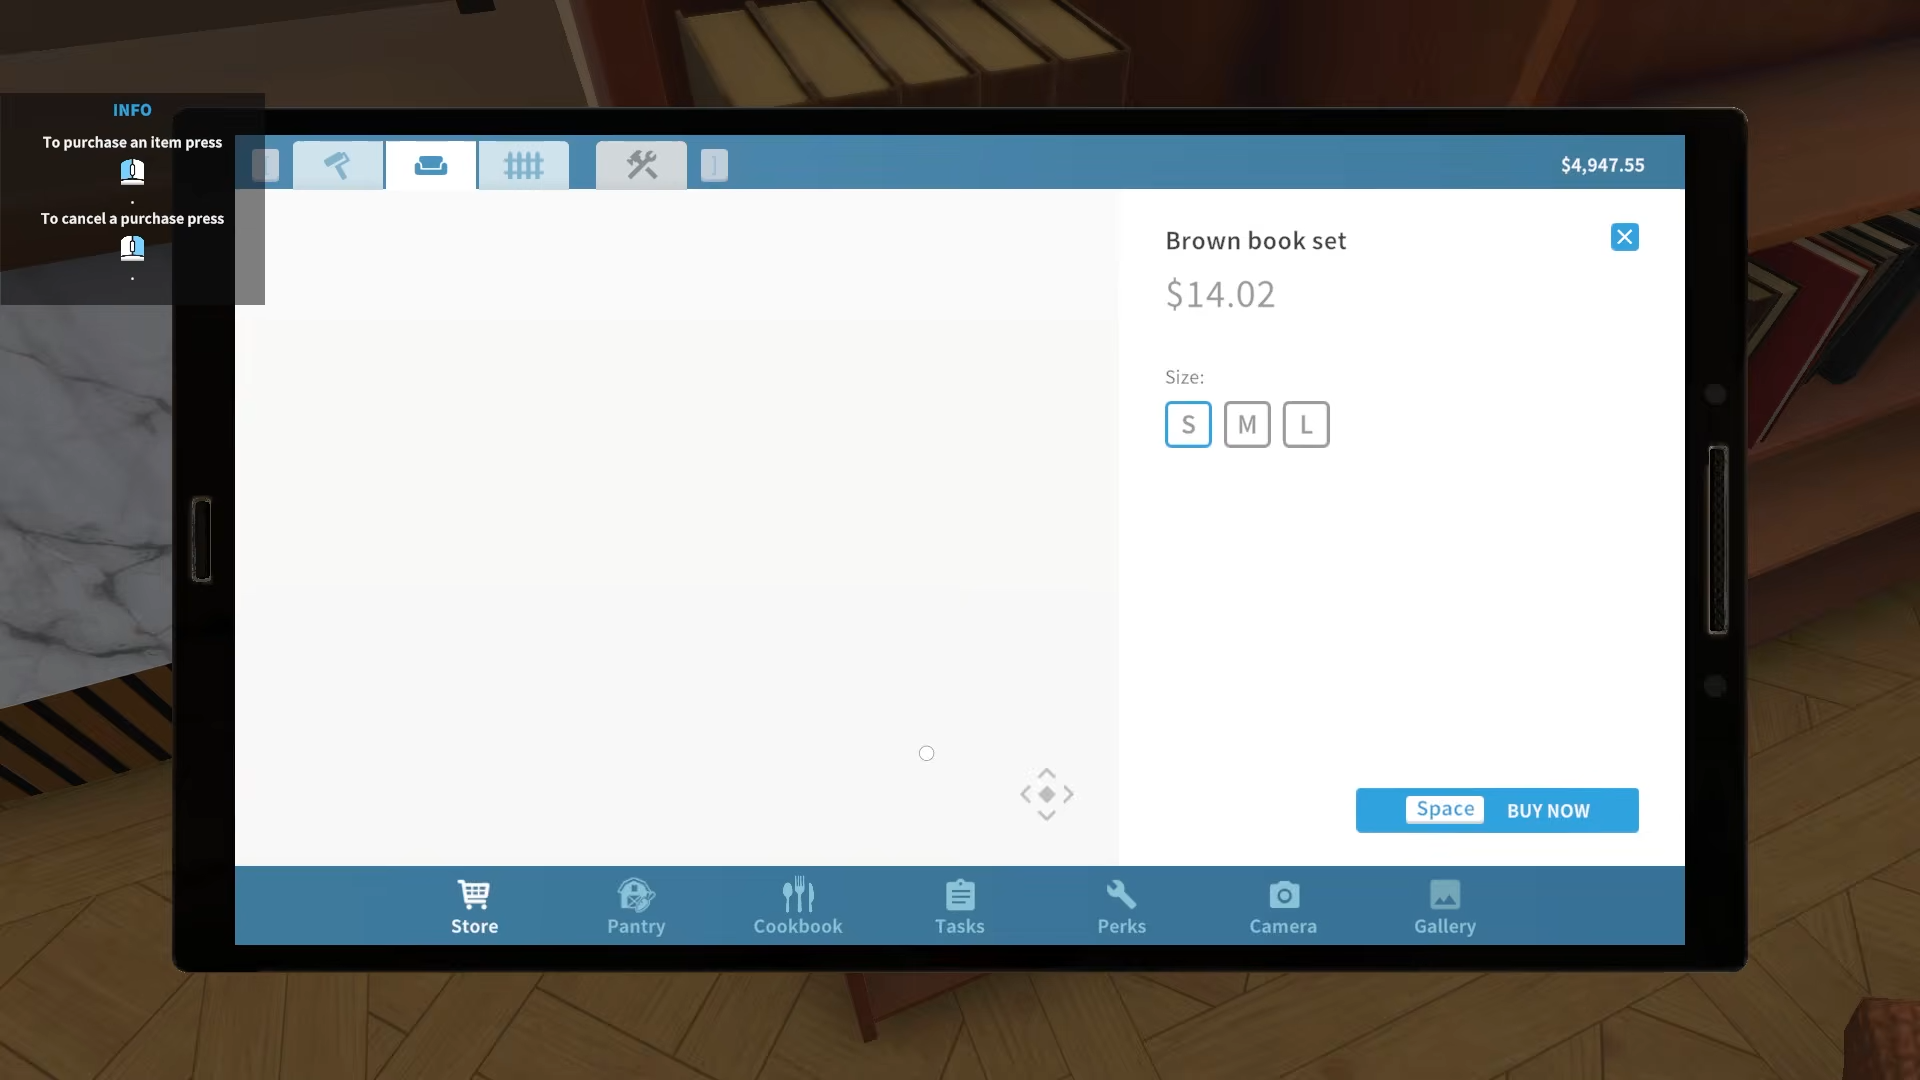 INFO
To purchase an item press
.
To cancel a purchase press
.
[
]
$4,947.55
Brown book set
$14.02
Size:
S M L
Space BUY NOW
Store Pantry Cookbook Tasks Perks Camera Gallery